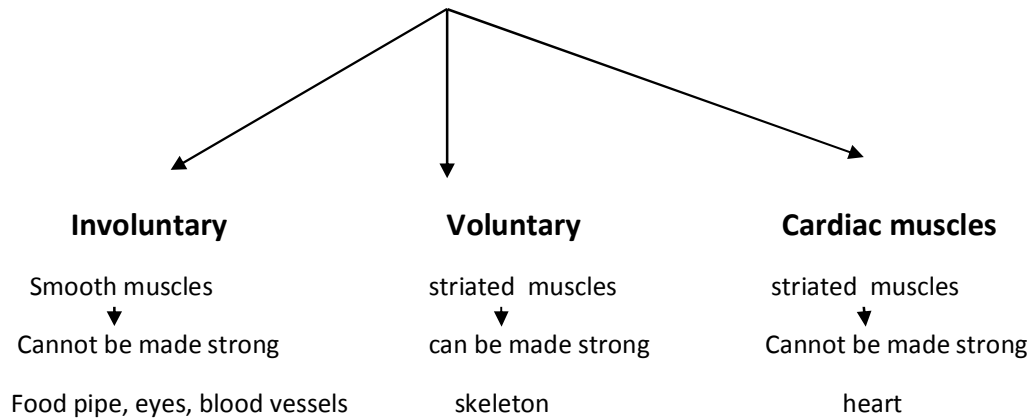 Involuntary Voluntary Cardiac muscles
Smooth muscles striated muscles striated muscles
Cannot be made strong can be made strong Cannot be made strong
Food pipe, eyes, blood vessels skeleton heart